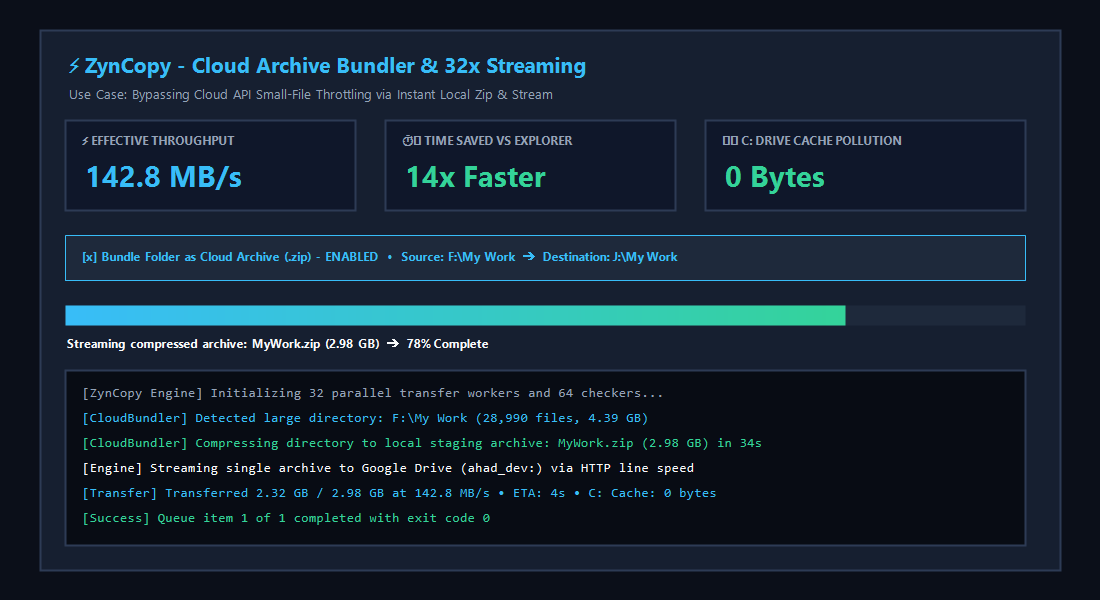 ⚡ ZynCopy - Cloud Archive Bundler & 32x Streaming
Use Case: Bypassing Cloud API Small-File Throttling via Instant Local Zip & Stream
⚡ EFFECTIVE THROUGHPUT
142.8 MB/s
⏱ TIME SAVED VS EXPLORER
14x Faster
C: DRIVE CACHE POLLUTION
0 Bytes
[x] Bundle Folder as Cloud Archive (.zip) - ENABLED • Source: F:\My Work ➔ Destination: J:\My Work
Streaming compressed archive: MyWork.zip (2.98 GB) ➔ 78% Complete
[ZynCopy Engine] Initializing 32 parallel transfer workers and 64 checkers...
[CloudBundler] Detected large directory: F:\My Work (28,990 files, 4.39 GB)
[CloudBundler] Compressing directory to local staging archive: MyWork.zip (2.98 GB) in 34s
[Engine] Streaming single archive to Google Drive (ahad_dev:) via HTTP line speed
[Transfer] Transferred 2.32 GB / 2.98 GB at 142.8 MB/s • ETA: 4s • C: Cache: 0 bytes
[Success] Queue item 1 of 1 completed with exit code 0